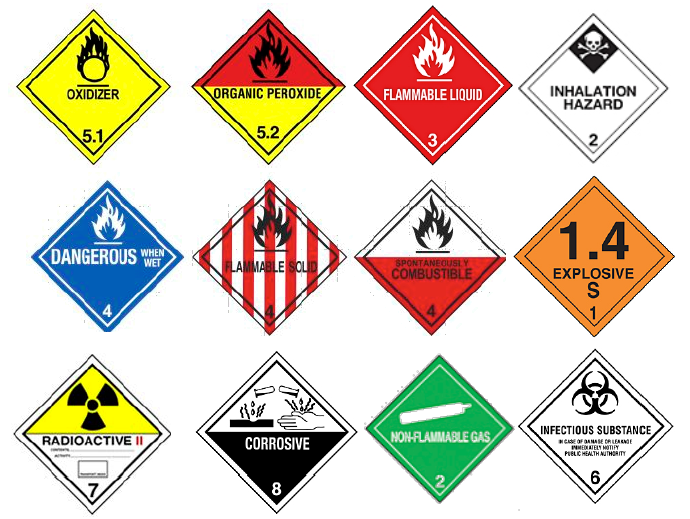 OXIDIZER
5.1
ORGANIC PEROXIDE
5.2
FLAMMABLE LIQUID
3
INHALATION
HAZARD
2
DANGEROUS WHEN
WET
4
FLAMMABLE SOLID
4
SPONTANEOUSLY
COMBUSTIBLE
4
1.4
EXPLOSIVE
S
1
RADIOACTIVE II
CONTENTS
ACTIVITY
7
CORROSIVE
8
NON-FLAMMABLE GAS
2
INFECTIOUS SUBSTANCE
IN CASE OF DAMAGE OR LEAKAGE
IMMEDIATELY NOTIFY
PUBLIC HEALTH AUTHORITY
6